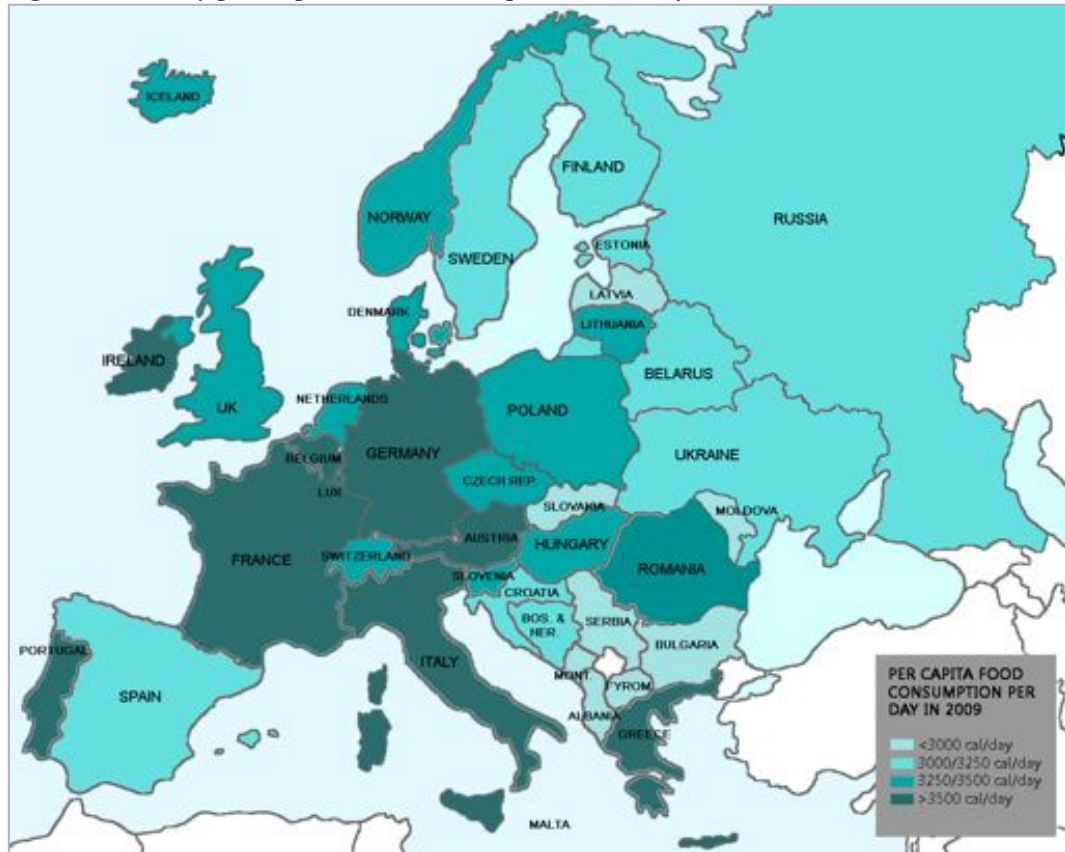 ICELAND
FINLAND
NORWAY
RUSSIA
SWEDEN
ESTONIA
LATVIA
DENMARK
LITHUANIA
IRELAND
BELARUS
NETHERLANDS
UK
POLAND
GERMANY
BELGIUM
UKRAINE
CZECH REP.
LUX
SLOVAKIA
MOLDOVA
AUSTRIA
HUNGARY
FRANCE
SWITZERLAND
ROMANIA
SLOVENIA
CROATIA
BOS. &
HER.
SERBIA
BULGARIA
PORTUGAL
ITALY
MONT.
SPAIN
FYROM
ALBANIA
GREECE
MALTA
PER CAPITA FOOD
CONSUMPTION PER
DAY IN 2009
<3000 cal/day
3000/3250 cal/day
3250/3500 cal/day
>3500 cal/day